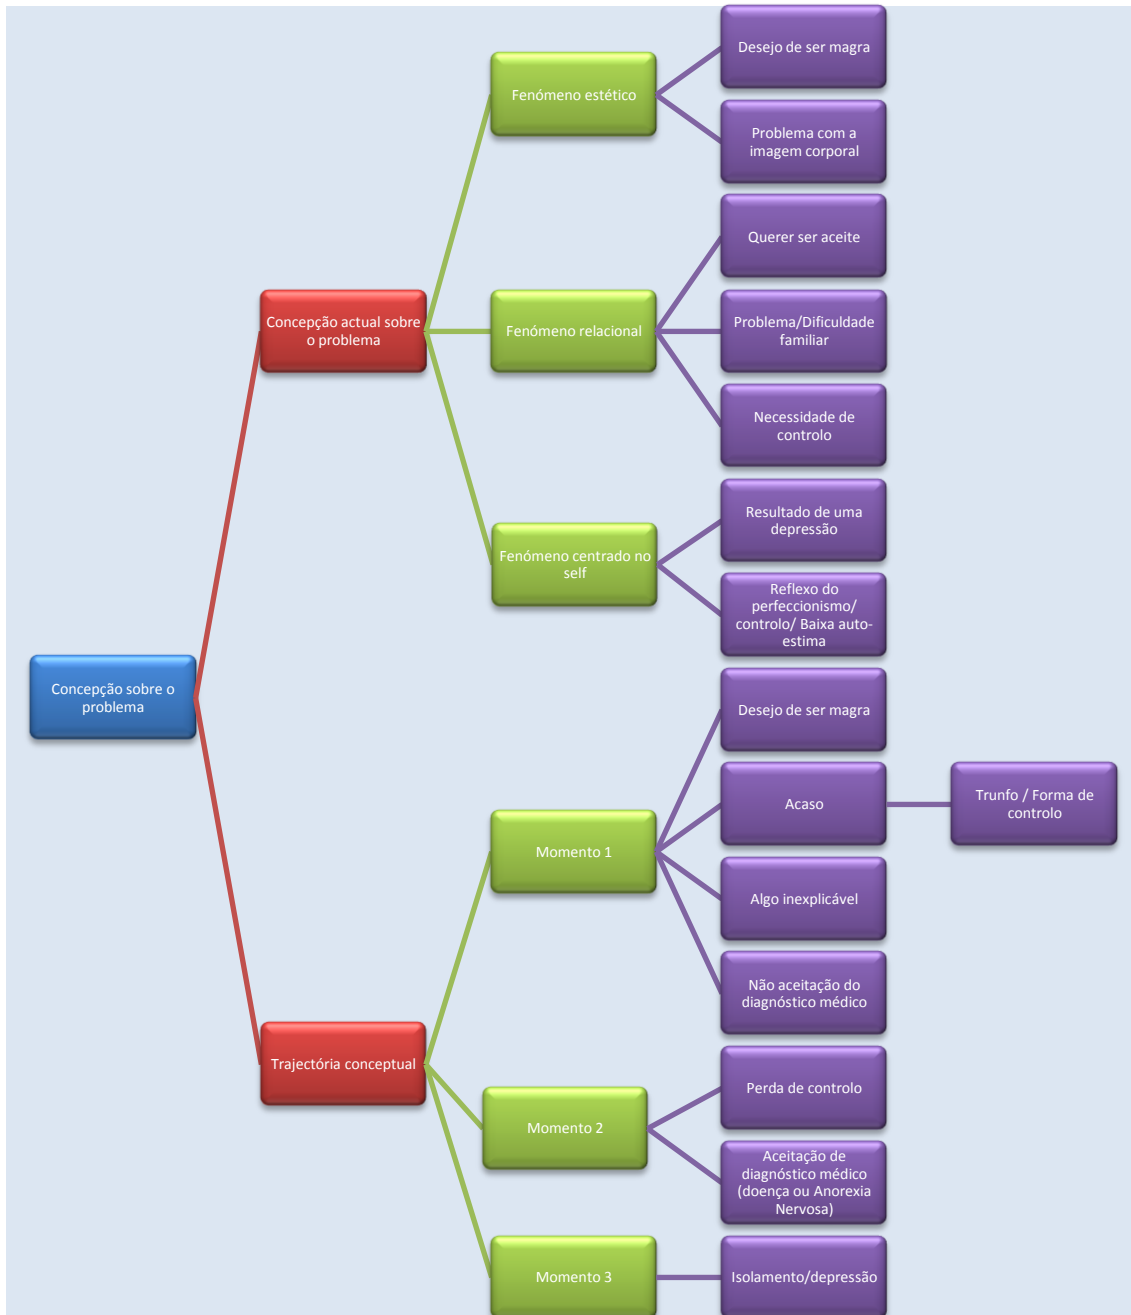 Desejo de ser magra
Fenómeno estético
Problema com a
imagem corporal
Querer ser aceite
Concepção actual sobre
o problema
Fenómeno relacional
Problema/Dificuldade
familiar
Necessidade de
controlo
Resultado de uma
depressão
Fenómeno centrado no
self
Reflexo do
perfeccionismo/
controlo/ Baixa auto-
estima
Concepção sobre o
problema
Desejo de ser magra
Acaso
Trunfo / Forma de
controlo
Momento 1
Algo inexplicável
Não aceitação do
diagnóstico médico
Trajectória conceptual
Perda de controlo
Momento 2
Aceitação de
diagnóstico médico
(doença ou Anorexia
Nervosa)
Momento 3
Isolamento/depressão